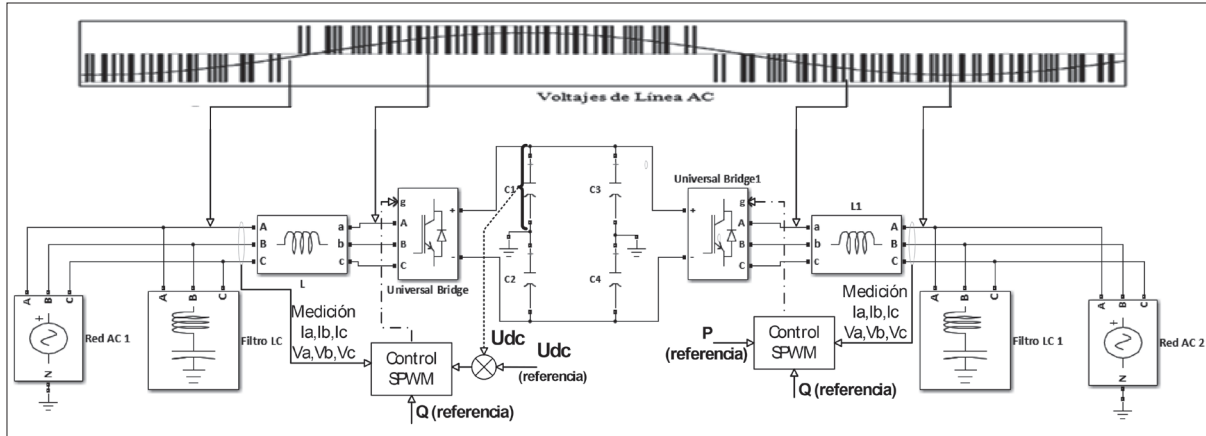 Voltajes de Línea AC
Universal Bridge1
L1
C1
C3
g
A
B
C
+
-
+
-
g
A
B
C
A
B
C
a
b
c
a
b
c
A
B
C
L
C2
C4
Universal Bridge
A
B
C
A
B
C
Medición
Ia,Ib,Ic
Va,Vb,Vc
Medición
Ia,Ib,Ic
Va,Vb,Vc
A
B
C
A
B
C
+
Red AC 1
N
Filtro LC
Control
SPWM
Udc
Udc
(referencia)
Q (referencia)
P
(referencia)
Control
SPWM
Q (referencia)
Filtro LC 1
+
Red AC 2
N